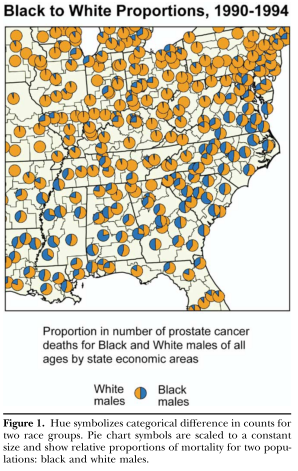 Black to White Proportions, 1990-1994
Proportion in number of prostate cancer
deaths for Black and White males of all
ages by state economic areas
White Black
males males
Figure 1. Hue symbolizes categorical difference in counts for
two race groups. Pie chart symbols are scaled to a constant
size and show relative proportions of mortality for two popu-
lations: black and white males.